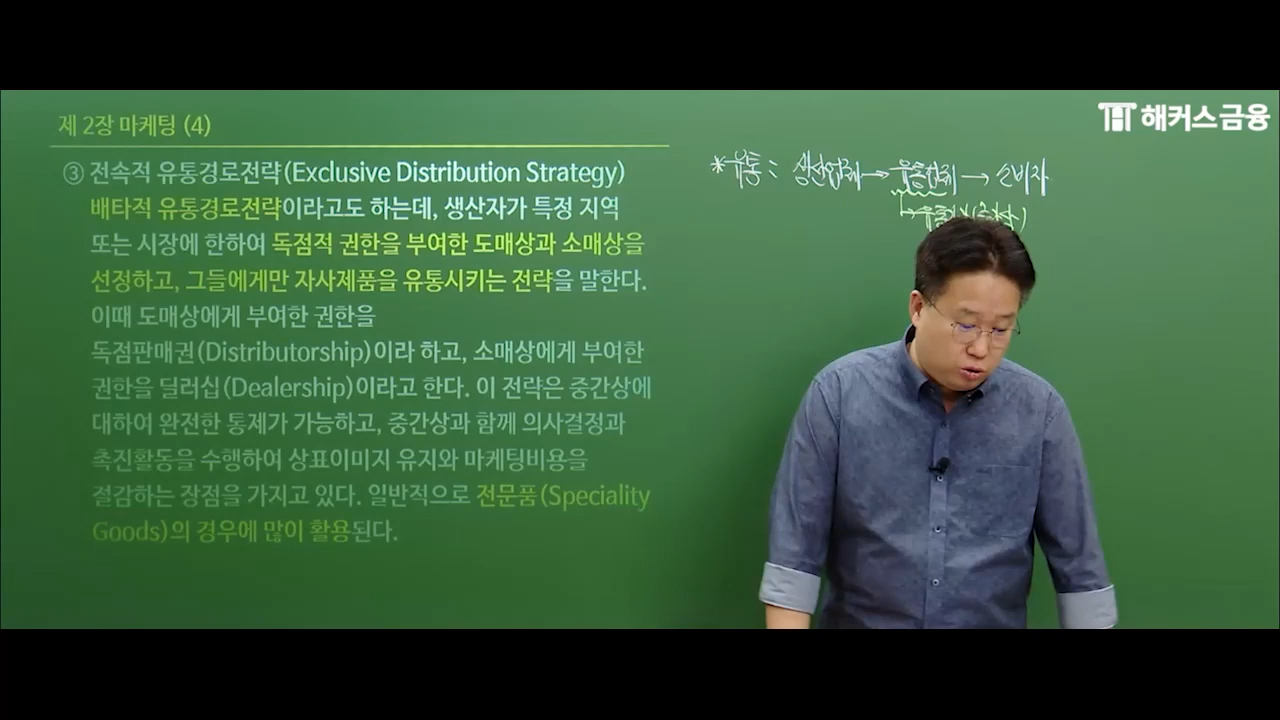 제 2장 마케팅 (4)
해커스금융
③ 전속적 유통경로전략(Exclusive Distribution Strategy)
배타적 유통경로전략이라고도 하는데, 생산자가 특정 지역
또는 시장에 한하여 독점적 권한을 부여한 도매상과 소매상을
선정하고, 그들에게만 자사제품을 유통시키는 전략을 말한다.
이때 도매상에게 부여한 권한을
독점판매권(Distributorship)이라 하고, 소매상에게 부여한
권한을 딜러십(Dealership)이라고 한다. 이 전략은 중간상에
대하여 완전한 통제가 가능하고, 중간상과 함께 의사결정과
촉진활동을 수행하여 상표이미지 유지와 마케팅비용을
절감하는 장점을 가지고 있다. 일반적으로 전문품(Speciality
Goods)의 경우에 많이 활용된다.
*유통: 생산업체 → 유통업체 → 소비자